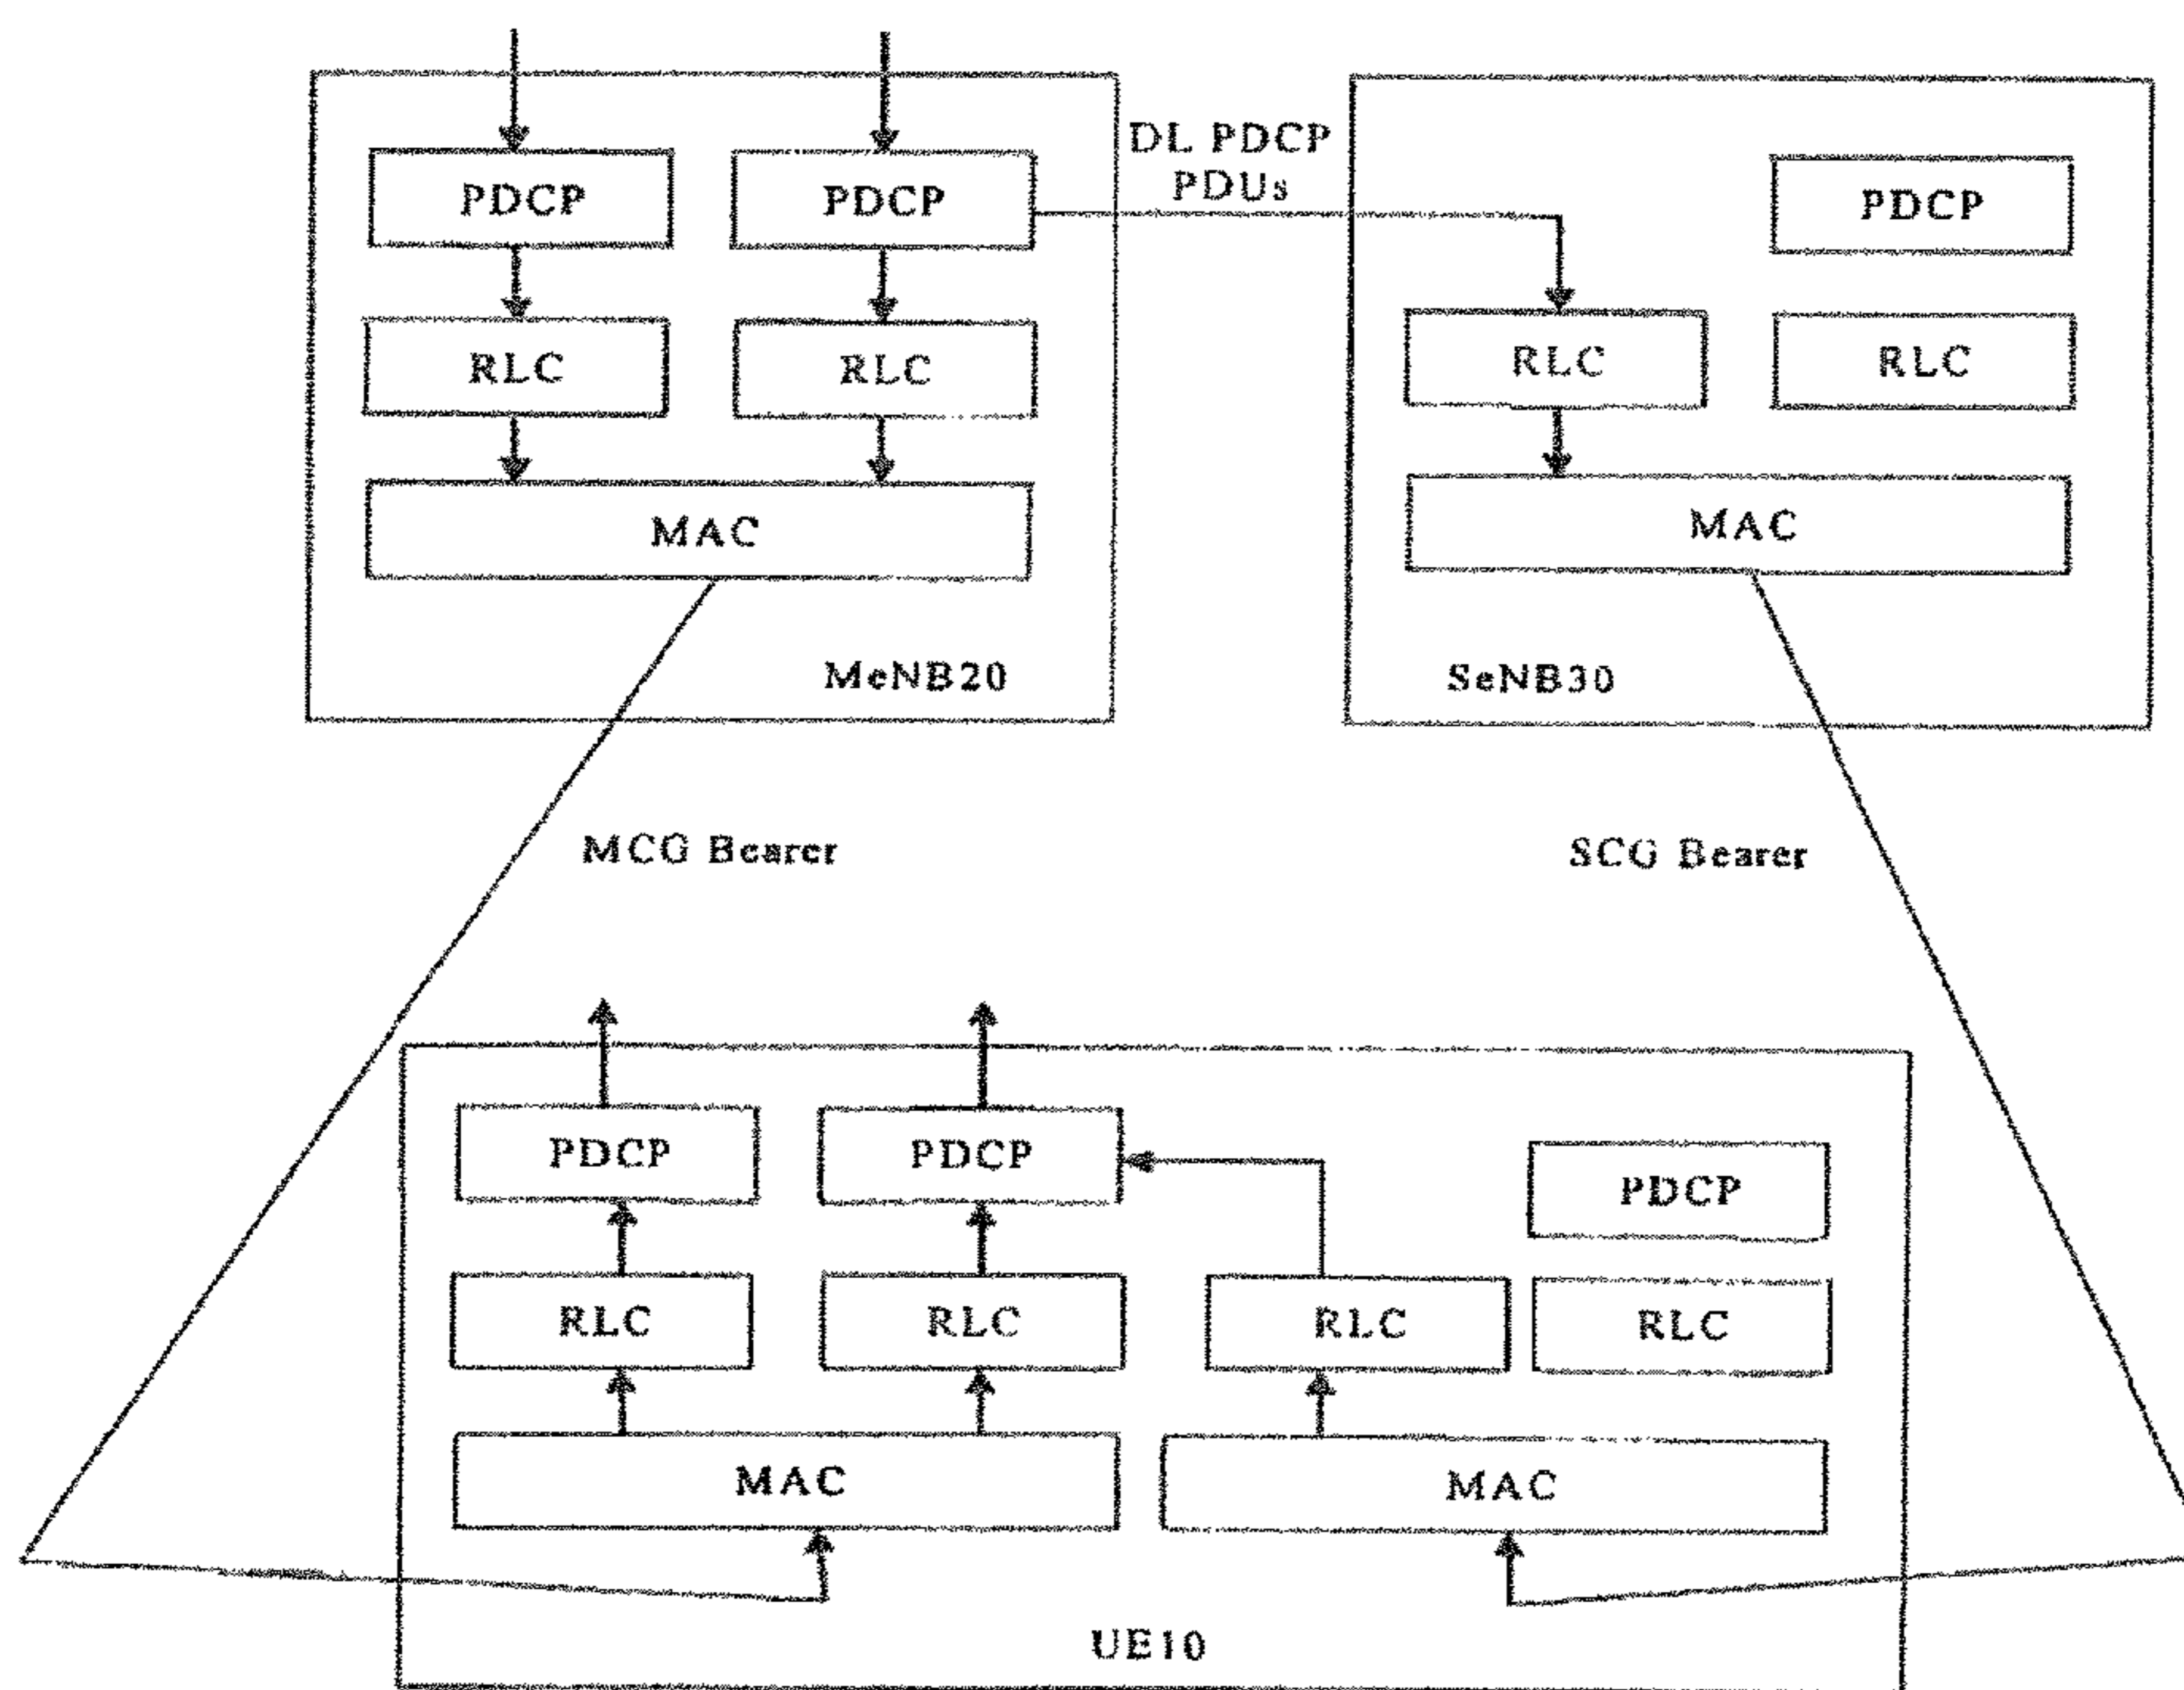 DL PDCP
PDUs
PDCP
PDCP
PDCP
RLC
RLC
RLC
RLC
MAC
MAC
MeNB20
SeNB30
MCG Bearer
SCG Bearer
PDCP
PDCP
PDCP
RLC
RLC
RLC
RLC
MAC
MAC
UE10